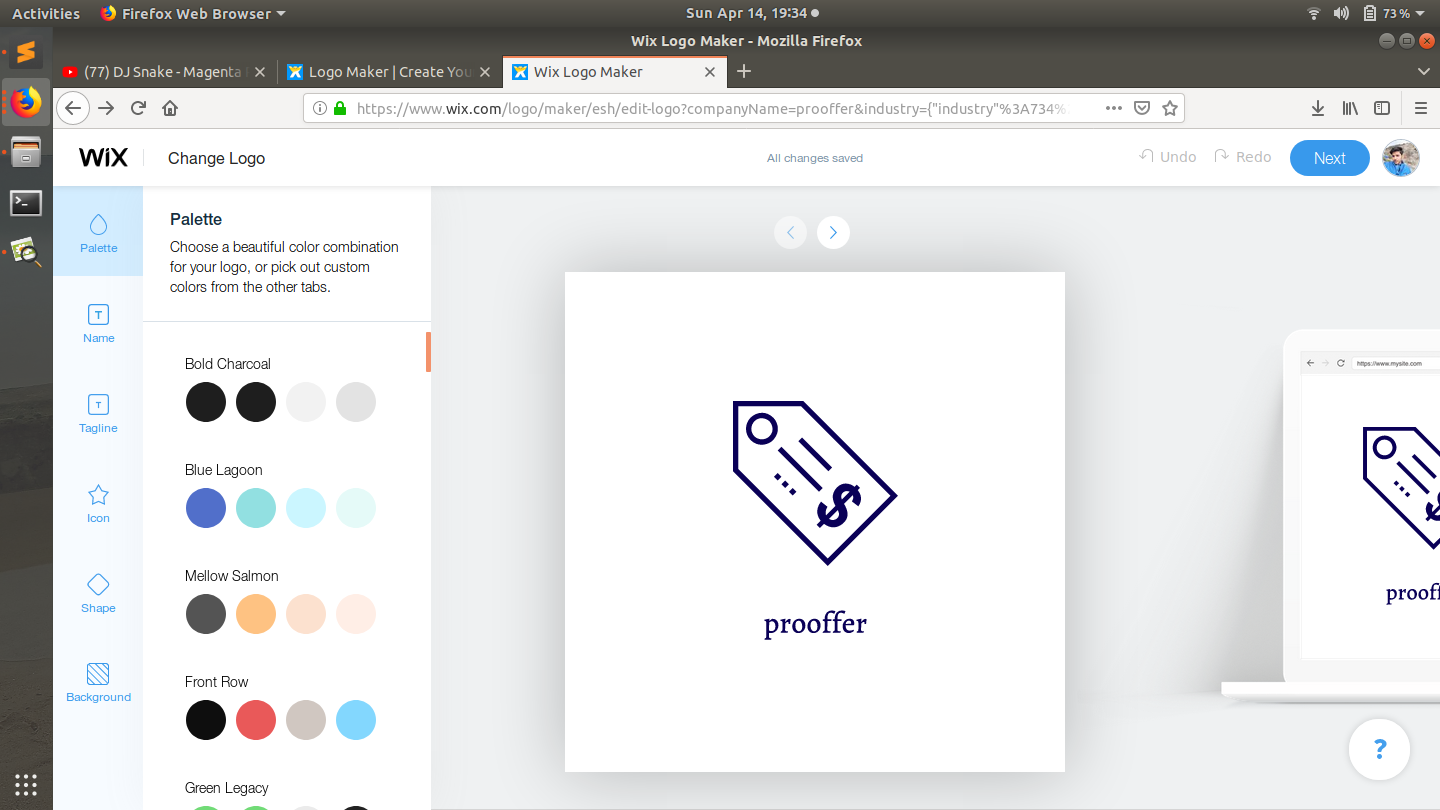 Activities
Firefox Web Browser
Sun Apr 14, 19:34
73 %
Wix Logo Maker - Mozilla Firefox
(77) DJ Snake - Magenta
Logo Maker | Create You
Wix Logo Maker
https://www.wix.com/logo/maker/esh/edit-logo?companyName=prooffer&industry={"industry"%3A734%
WiX
Change Logo
All changes saved
Undo
Redo
Next
Palette
Name
Tagline
Icon
Shape
Background
Palette
Choose a beautiful color combination
for your logo, or pick out custom
colors from the other tabs.
Bold Charcoal
Blue Lagoon
Mellow Salmon
Front Row
Green Legacy
$
prooffer
https://www.mysite.com
prooff
?